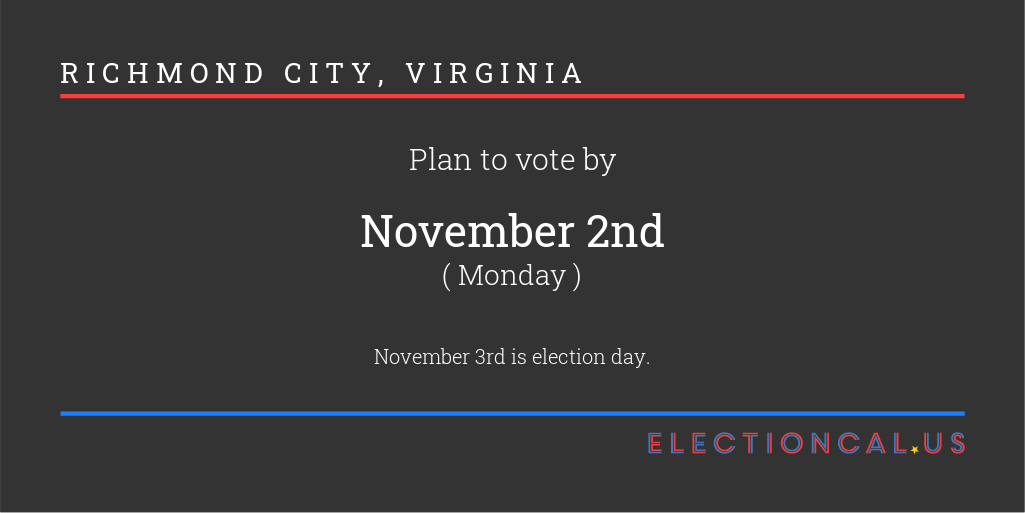 RICHMOND CITY, VIRGINIA
Plan to vote by
November 2nd
( Monday )
November 3rd is election day.
ELECTIONCAL.US